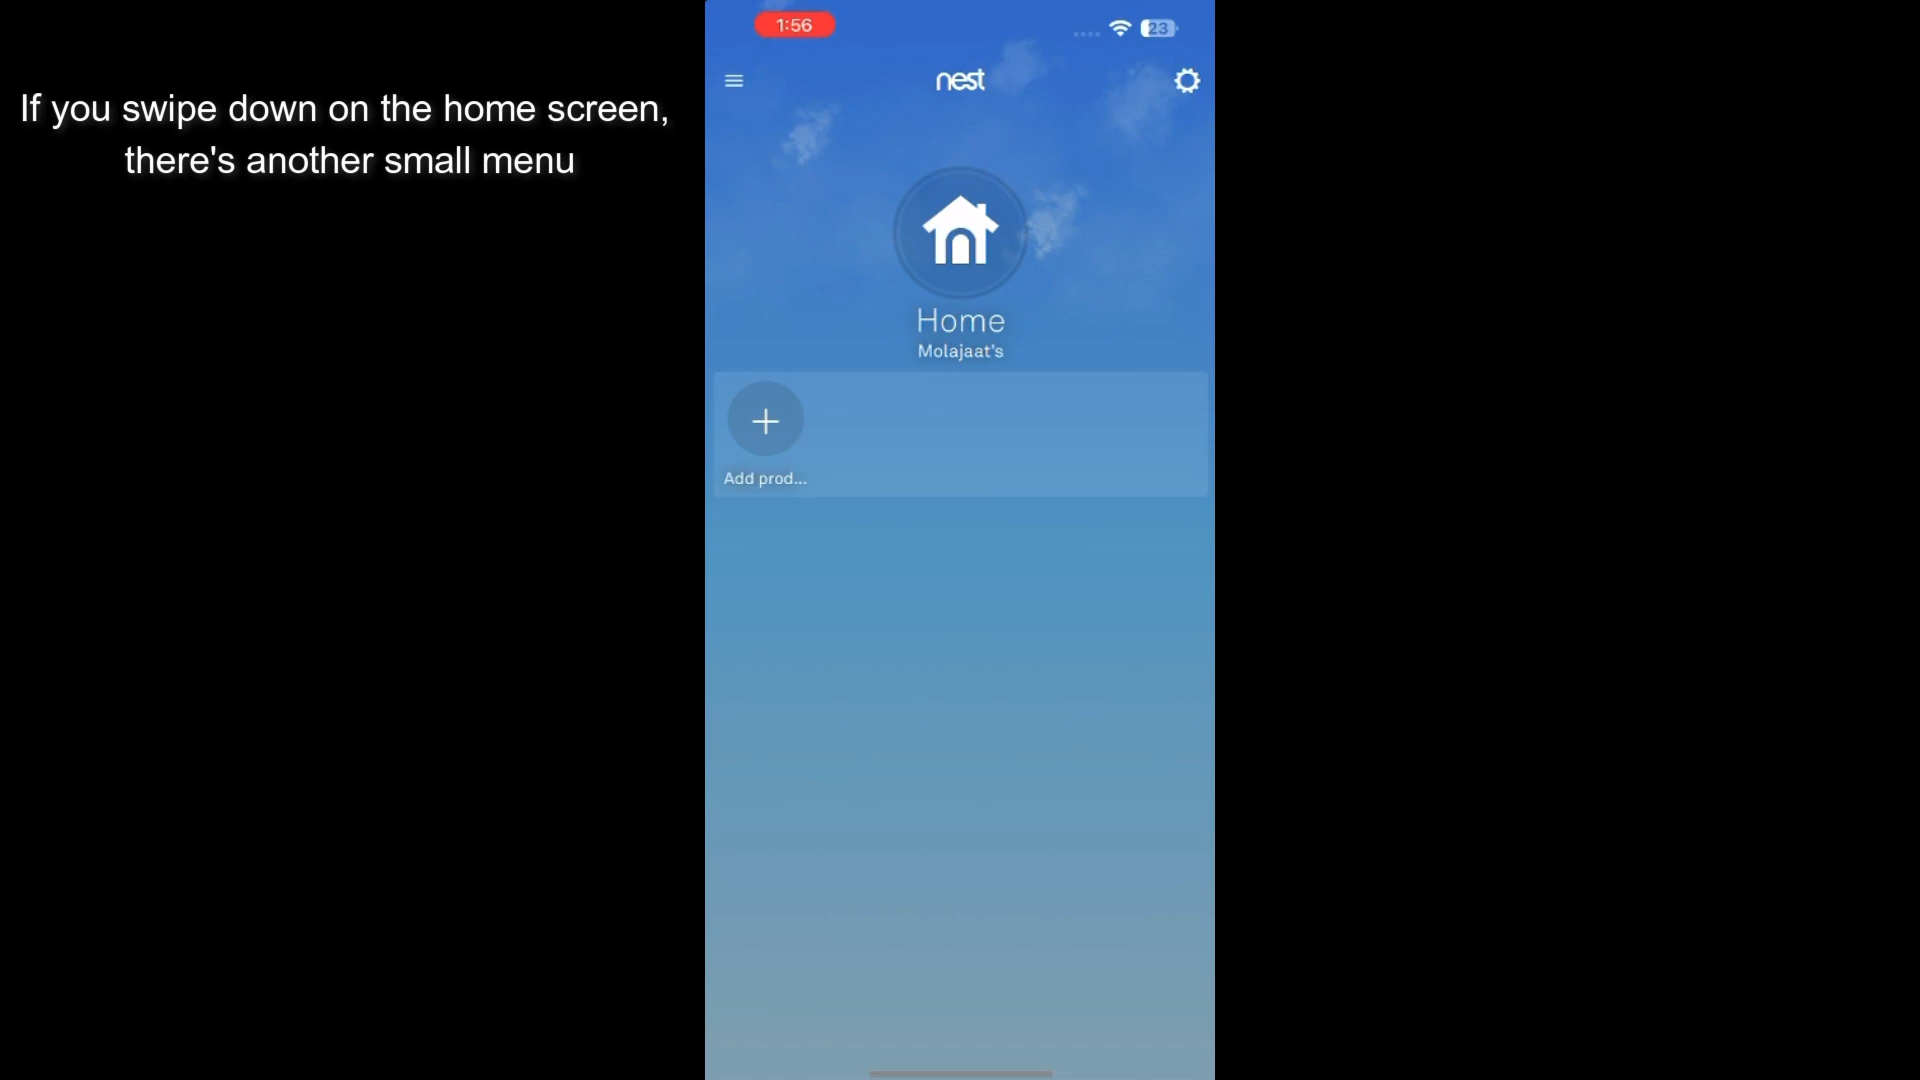 If you swipe down on the home screen,
there's another small menu
1:56
23
nest
Home
Molajaat's
Add prod...